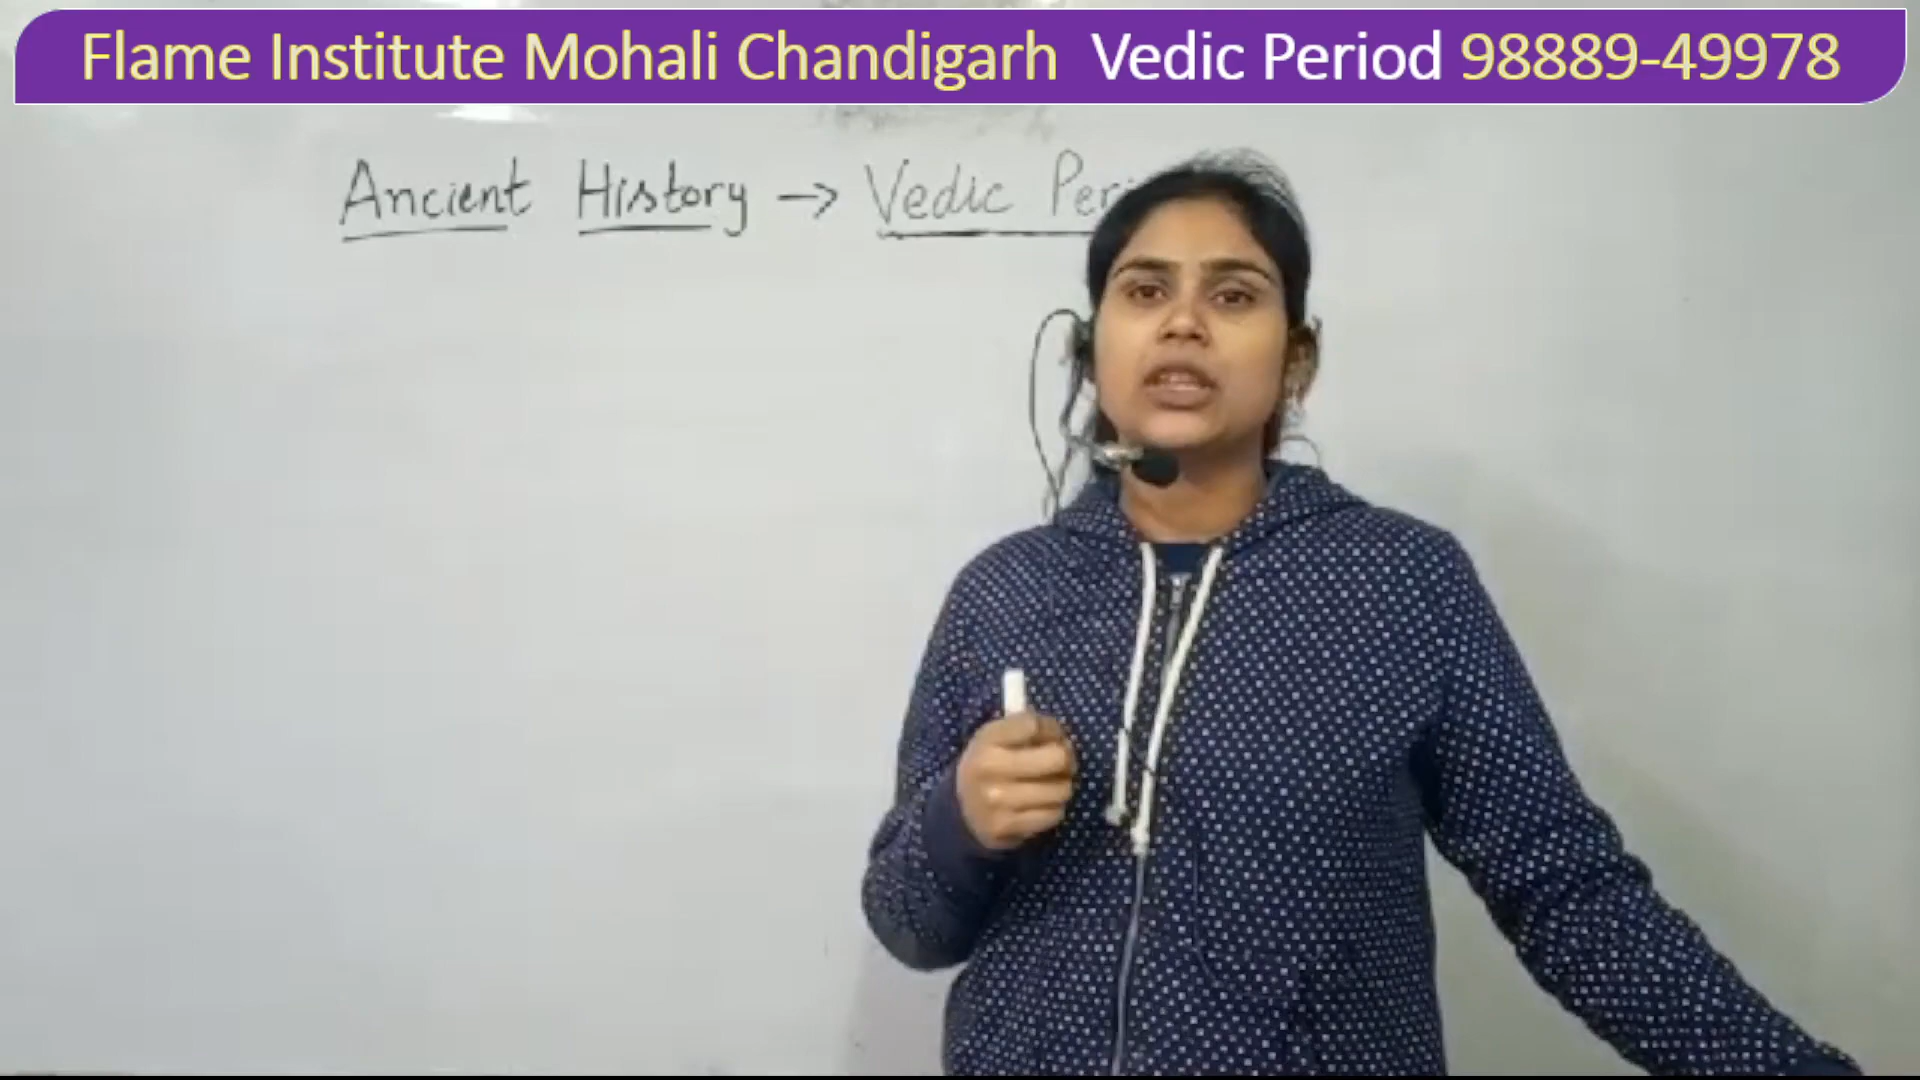 Flame Institute Mohali Chandigarh Vedic Period 98889-49978
Ancient History → Vedic